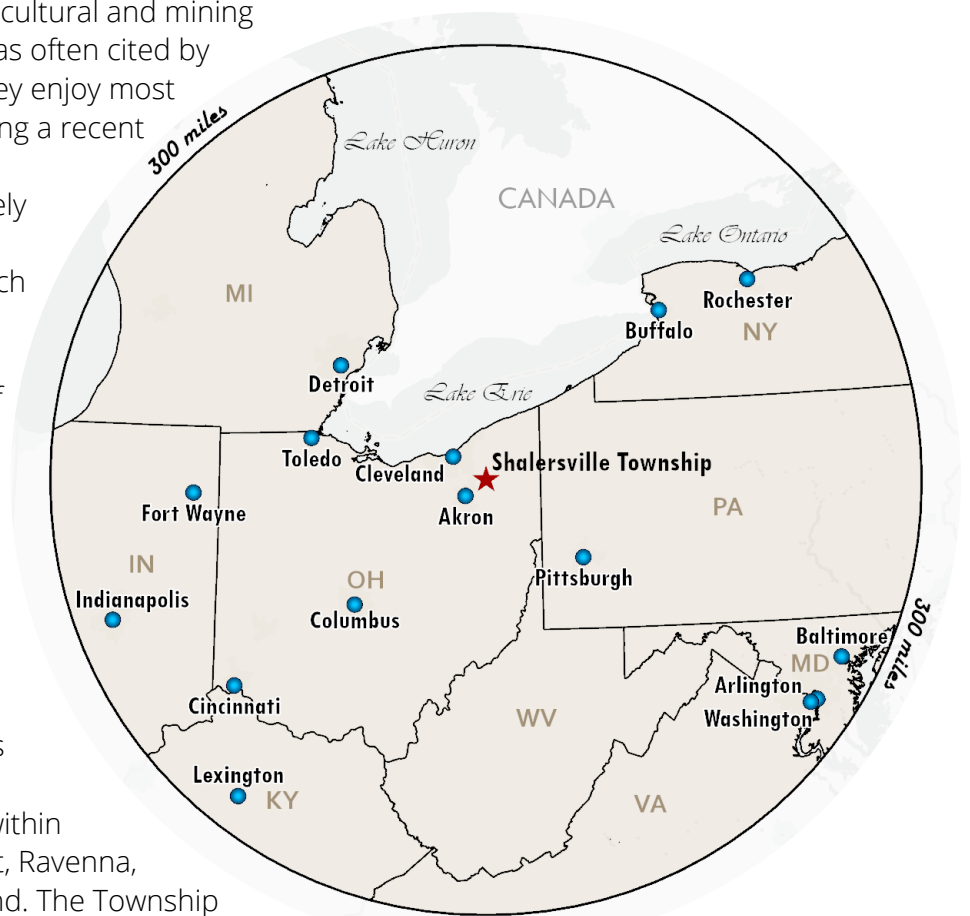 cultural and mining
as often cited by
ey enjoy most
ng a recent
ely
ch
f
s
within
t, Ravenna,
nd. The Township
300 miles
Lake Huron
CANADA
Lake Ontario
MI
Rochester
Buffalo
NY
Detroit
Lake Erie
Toledo
Cleveland
Shalersville Township
Akron
Fort Wayne
PA
IN
Pittsburgh
OH
Indianapolis
Columbus
300 miles
Baltimore
MD
Arlington
Cincinnati
Washington
WV
Lexington
KY
VA